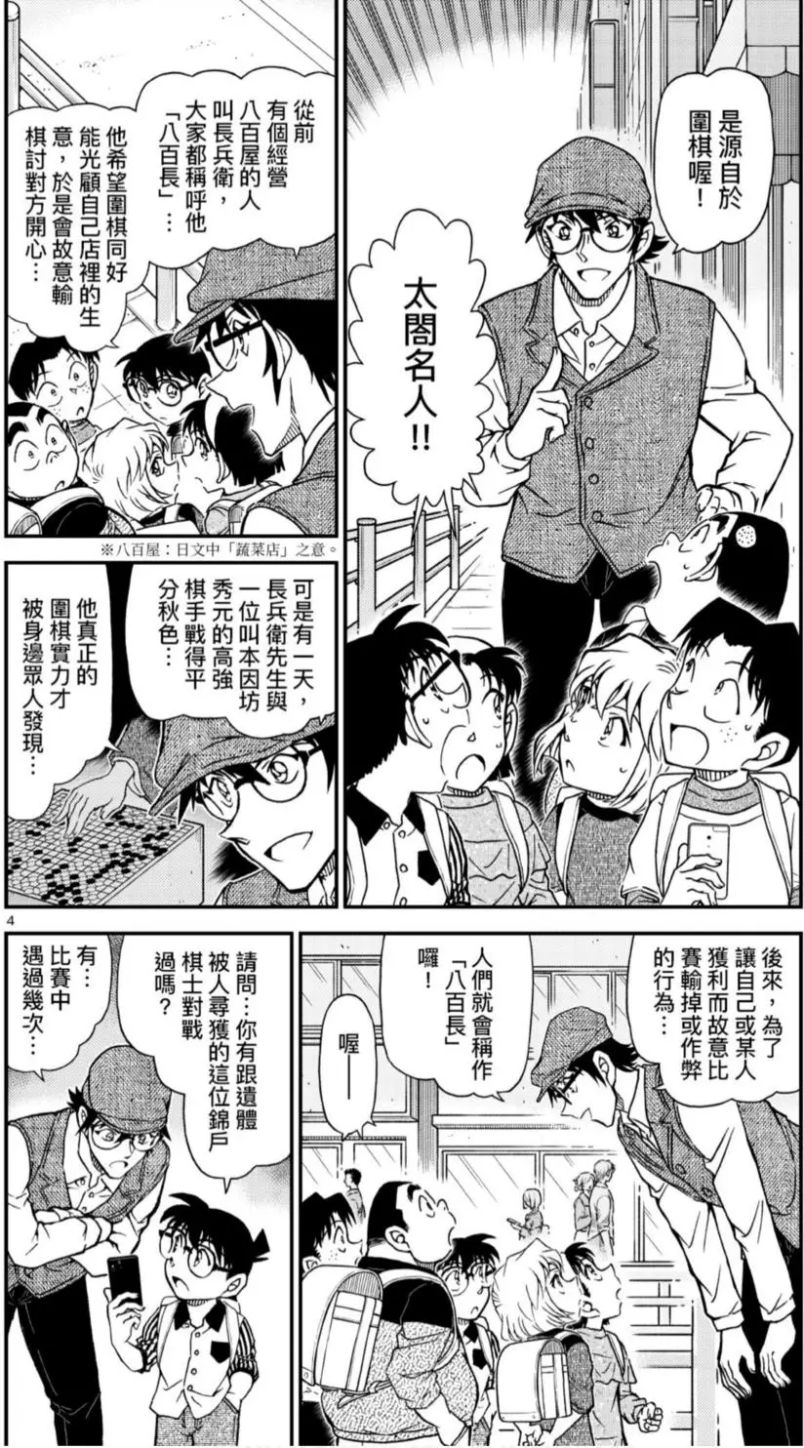 是源自於
圍棋喔！
太閤名人!!
從前
有個經營
八百屋的人
叫長兵衛，
大家都稱呼他
「八百長」…
他希望圍棋同好
能光顧自己店裡的生
意，於是會故意輸
棋討對方開心…
※八百屋：日文中「蔬菜店」之意。
可是有一天，
長兵衛先生與
一位叫本因坊
秀元的高強
棋手戰得平
分秋色…
他真正的
圍棋實力才
被身邊眾人發現…
4
後來，為了
讓自己或某人
獲利而故意比
賽輸掉或作弊
的行為…
人們就會稱作
「八百長」
囉！
喔—
請問…你有跟遺體
被人尋獲的這位錦戶
棋士對戰
過嗎？
有…
比賽中
遇過幾次…